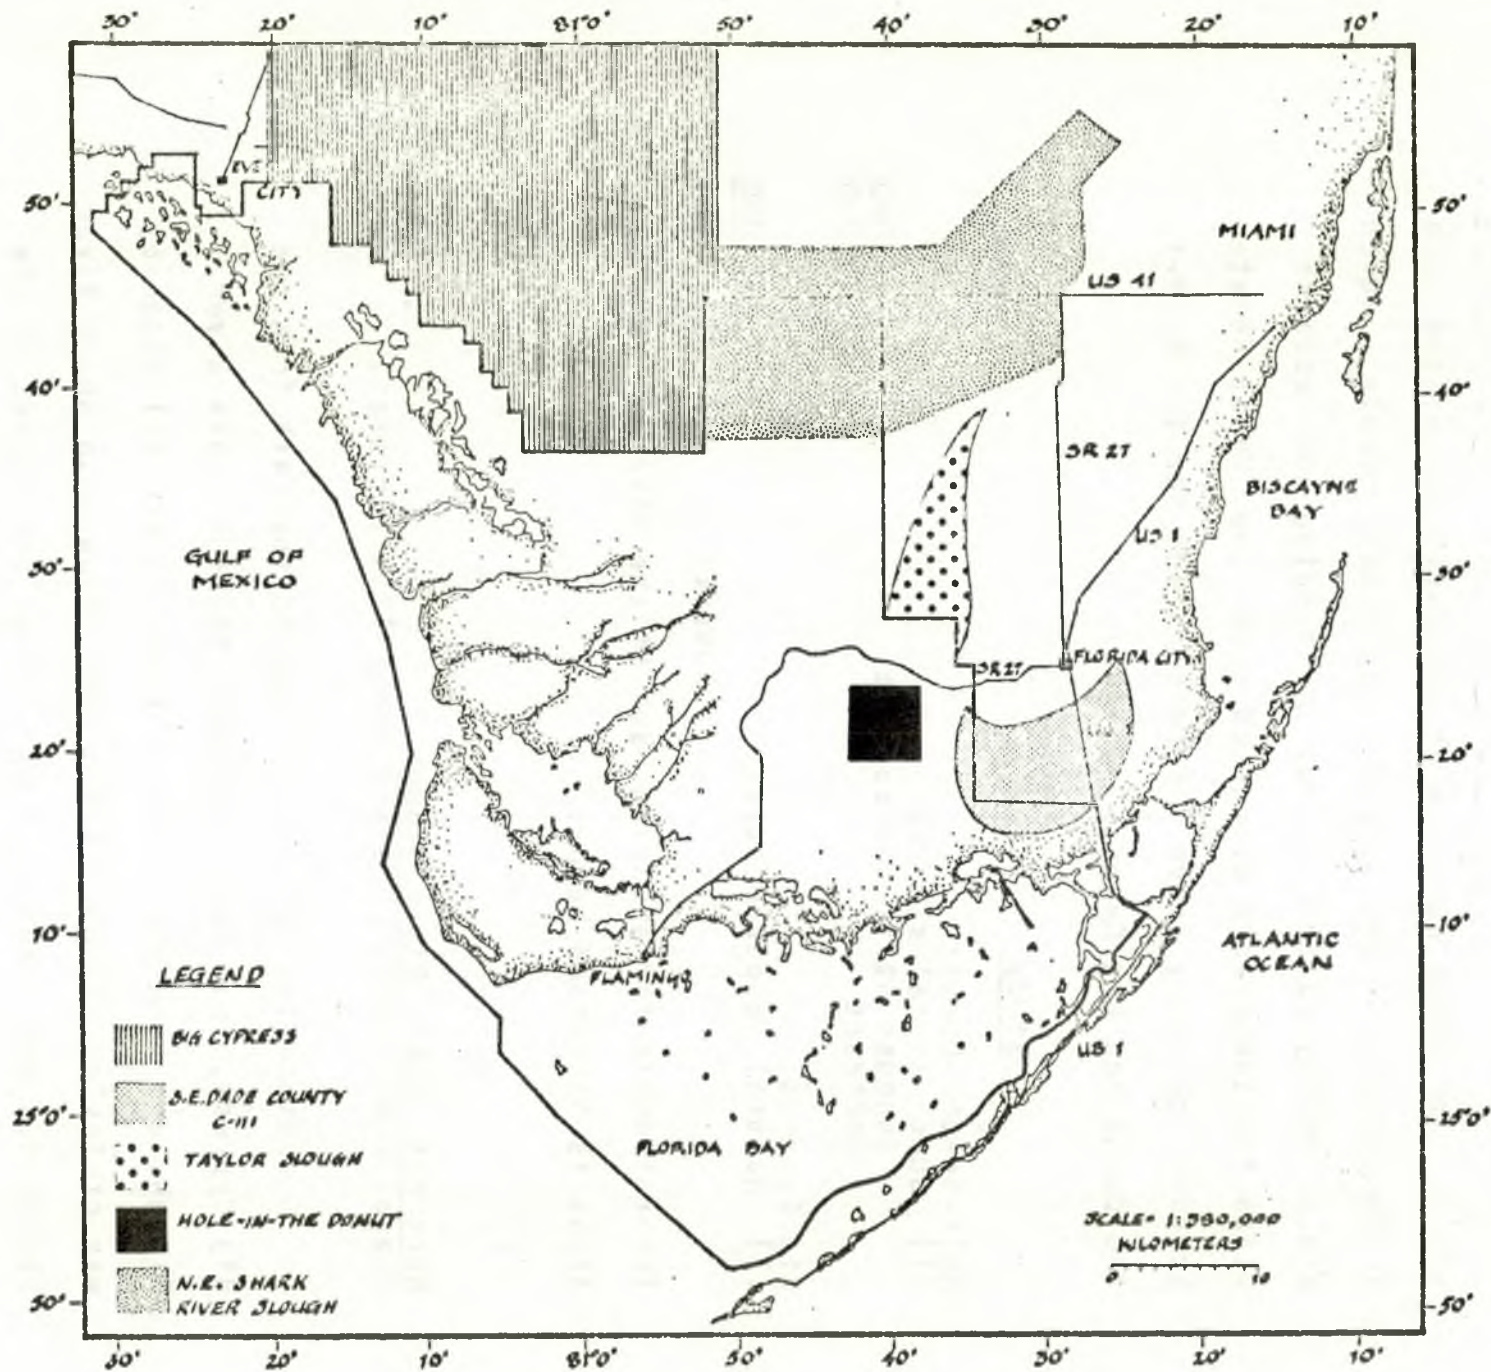 30' 20' 10' 81°0' 50' 40' 30' 20' 10'
EVE
CITY
50' 50'
MIAMI
US 41
40' 40'
SR 27
BISCAYNE
BAY
US 1
GULF OF
MEXICO
30' 30'
SR 27
FLORIDA CITY
20' 20'
10' 10'
ATLANTIC
OCEAN
A
FLAMINGO
LEGEND
BIG CYPRESS
US 1
S.E. DADE COUNTY
C-111
25°0' 25°0'
FLORIDA BAY
TAYLOR SLOUGH
HOLE-IN-THE DONUT
SCALE= 1:580,000
KILOMETERS
0 10
N.E. SHARK
RIVER SLOUGH
50' 50'
30' 20' 10' 81°0' 50' 40' 30' 20' 10'